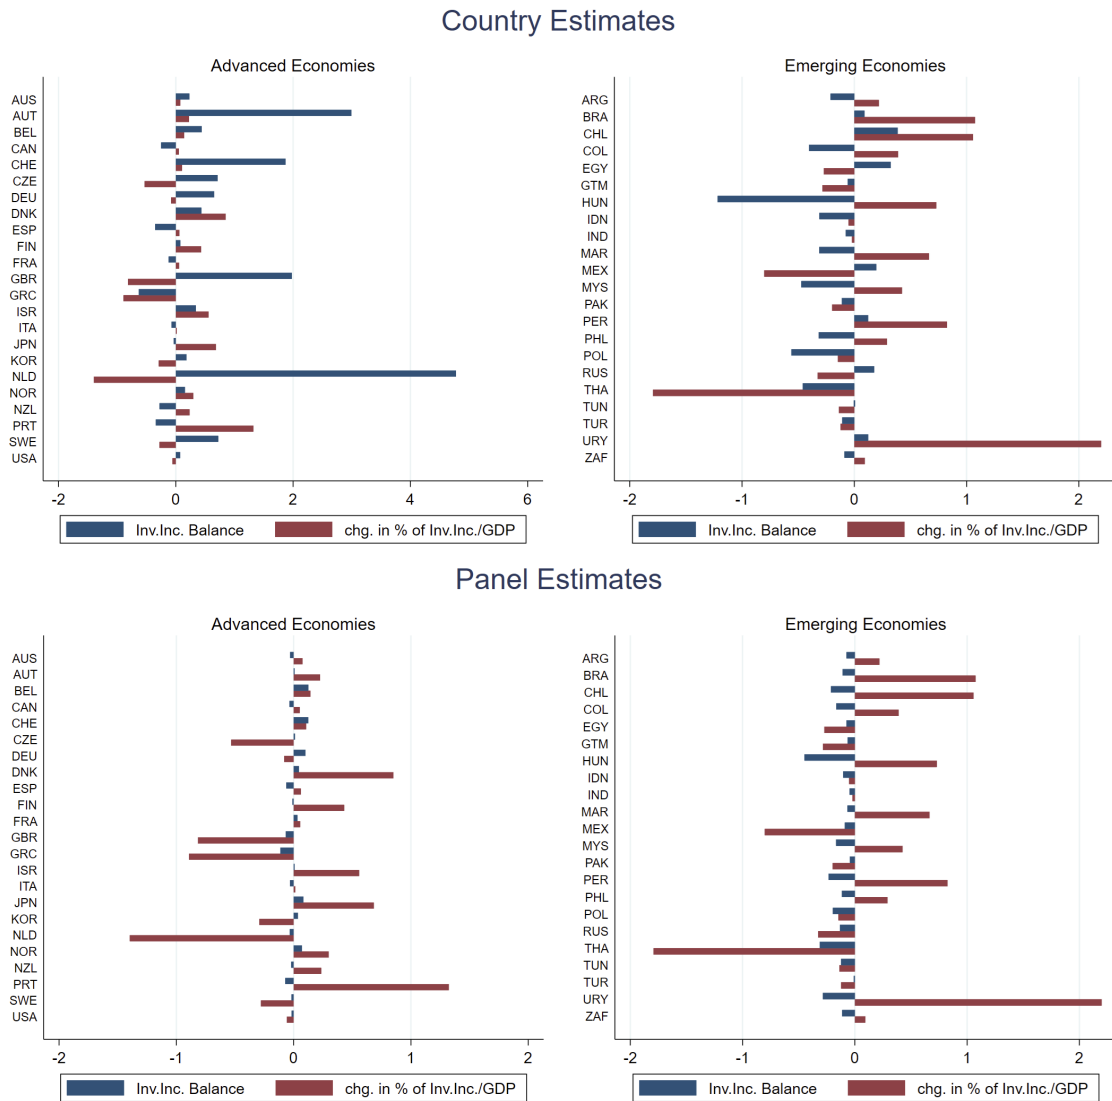 Country Estimates
Advanced Economies
AUS
AUT
BEL
CAN
CHE
CZE
DEU
DNK
ESP
FIN
FRA
GBR
GRC
ISR
ITA
JPN
KOR
NLD
NOR
NZL
PRT
SWE
USA
-2 0 2 4 6
Inv.Inc. Balance chg. in % of Inv.Inc./GDP
Emerging Economies
ARG
BRA
CHL
COL
EGY
GTM
HUN
IDN
IND
MAR
MEX
MYS
PAK
PER
PHL
POL
RUS
THA
TUN
TUR
URY
ZAF
-2 -1 0 1 2
Inv.Inc. Balance chg. in % of Inv.Inc./GDP
Panel Estimates
Advanced Economies
AUS
AUT
BEL
CAN
CHE
CZE
DEU
DNK
ESP
FIN
FRA
GBR
GRC
ISR
ITA
JPN
KOR
NLD
NOR
NZL
PRT
SWE
USA
-2 -1 0 1 2
Inv.Inc. Balance chg. in % of Inv.Inc./GDP
Emerging Economies
ARG
BRA
CHL
COL
EGY
GTM
HUN
IDN
IND
MAR
MEX
MYS
PAK
PER
PHL
POL
RUS
THA
TUN
TUR
URY
ZAF
-2 -1 0 1 2
Inv.Inc. Balance chg. in % of Inv.Inc./GDP